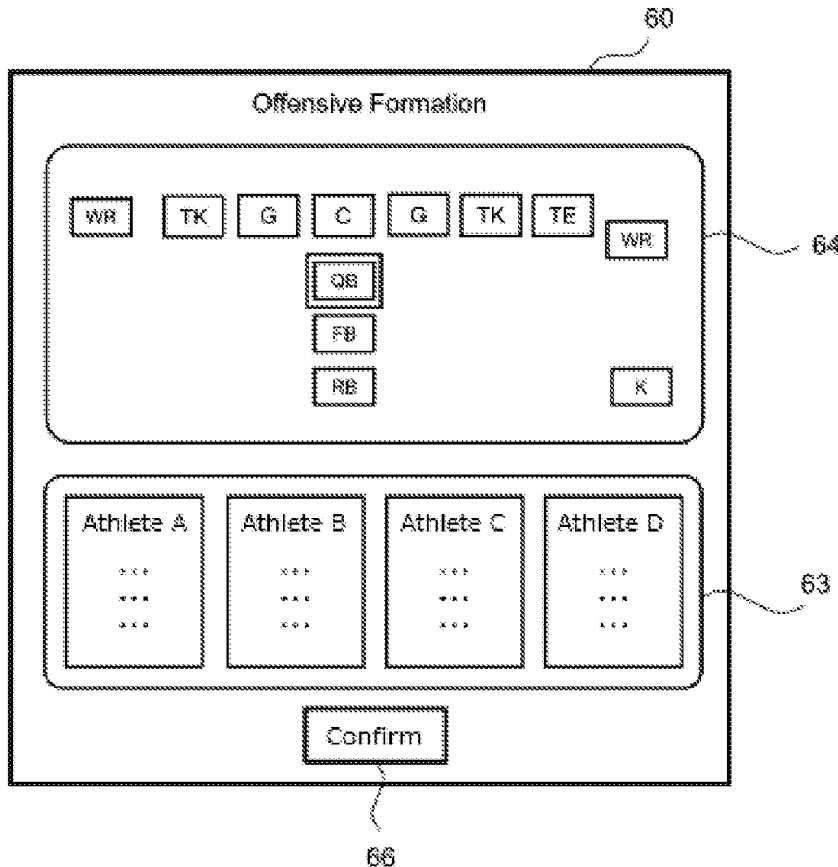 60
Offensive Formation
WR TK G C G TK TE
WR
64
QB
FB
RB K
Athlete A Athlete B Athlete C Athlete D
63
Confirm
66